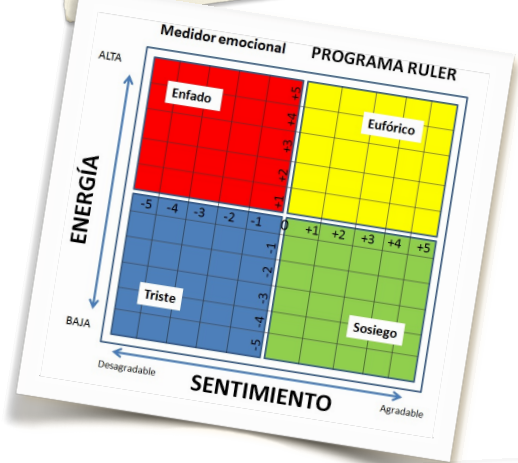 Medidor emocional PROGRAMA RULER
ALTA
Enfado
Eufórico
+5
+4
+3
+2
+1
ENERGÍA
-5 -4 -3 -2 -1 0 +1 +2 +3 +4 +5
-1
-2
-3
-4
-5
Triste
Sosiego
BAJA
Desagradable
SENTIMIENTO
Agradable